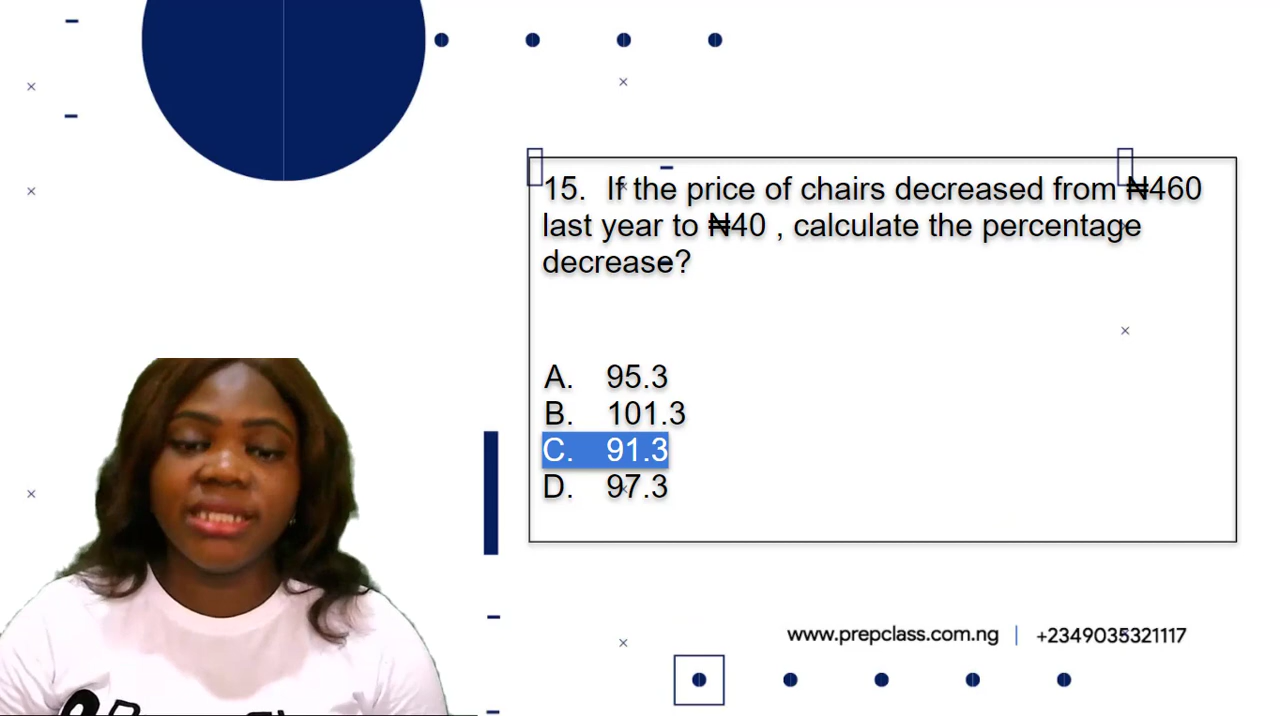 15. If the price of chairs decreased from ₦460
last year to ₦40 , calculate the percentage
decrease?
A. 95.3
B. 101.3
C. 91.3
D. 97.3
www.prepclass.com.ng | +2349035321117